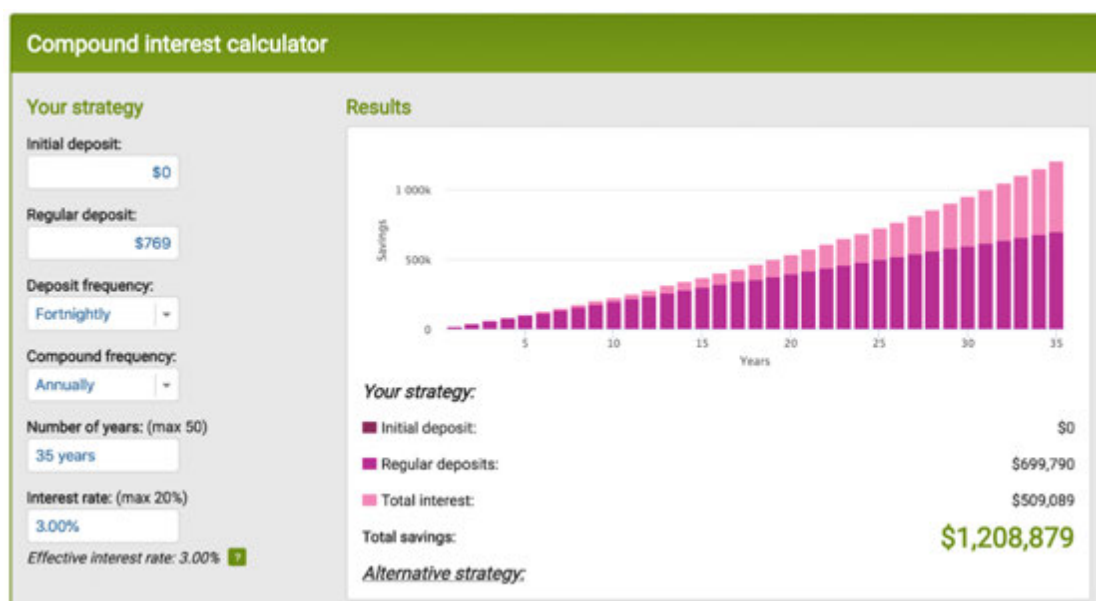 Compound interest calculator
Your strategy
Initial deposit:
$0
Regular deposit:
$769
Deposit frequency:
Fortnightly
Compound frequency:
Annually
Number of years: (max 50)
35 years
Interest rate: (max 20%)
3.00%
Effective interest rate: 3.00% ?
Results
1 000k
500k
0
Savings
5 10 15 20 25 30 35
Years
Your strategy:
Initial deposit: $0
Regular deposits: $699,790
Total interest: $509,089
Total savings: $1,208,879
Alternative strategy: